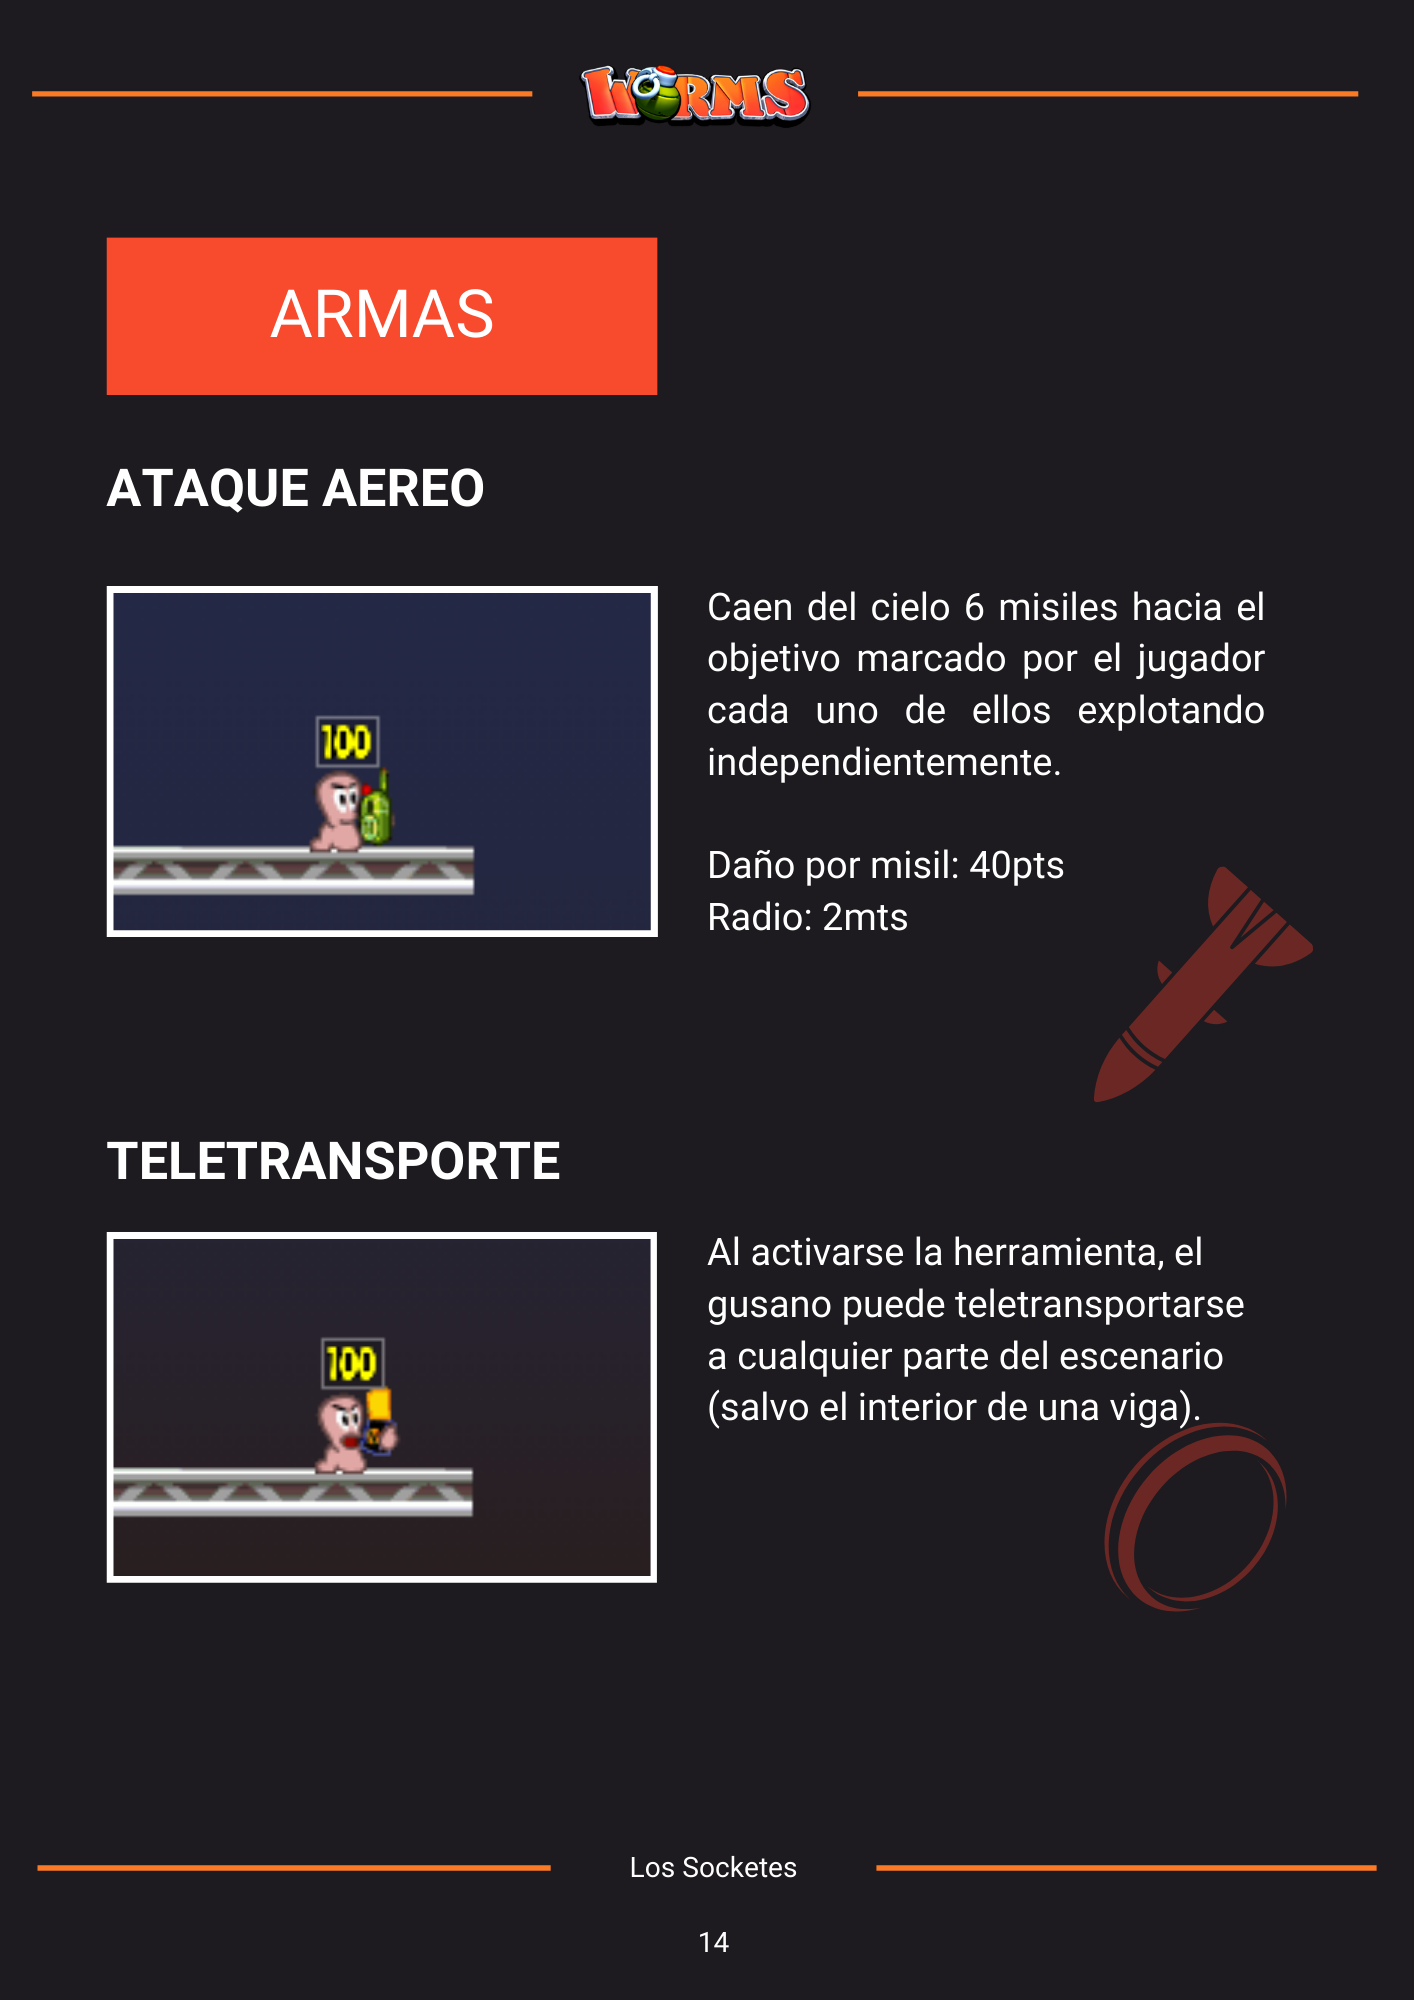 WORMS
ARMAS
ATAQUE AEREO
100
Caen del cielo 6 misiles hacia el
objetivo marcado por el jugador
cada uno de ellos explotando
independientemente.
Daño por misil: 40pts
Radio: 2mts
TELETRANSPORTE
100
Al activarse la herramienta, el
gusano puede teletransportarse
a cualquier parte del escenario
(salvo el interior de una viga).
Los Socketes
14